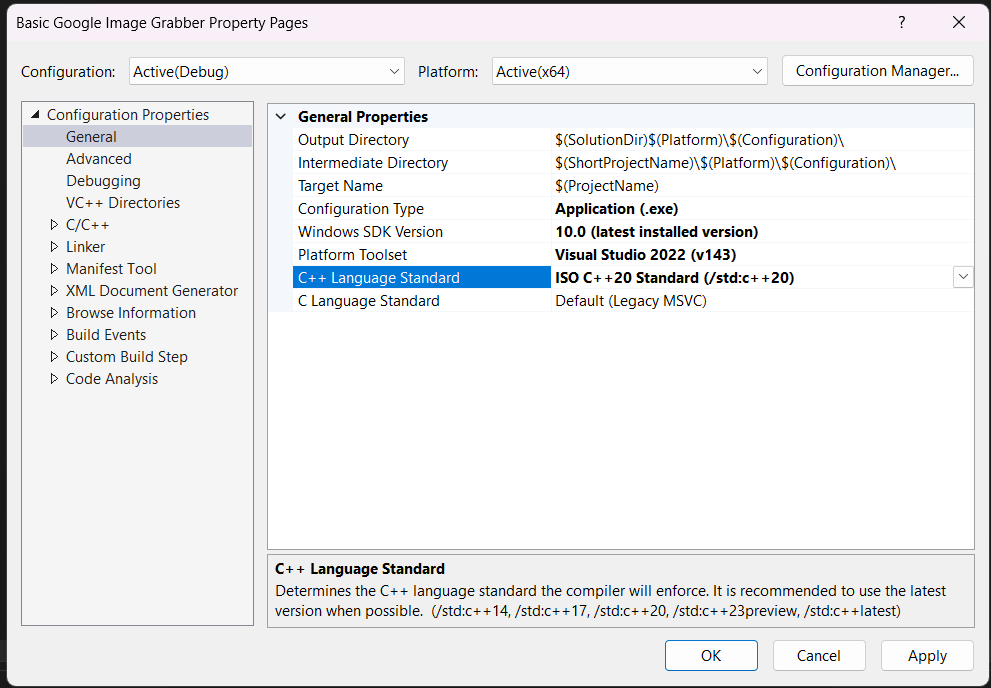 Basic Google Image Grabber Property Pages ?
Configuration: Active(Debug) Platform: Active(x64) Configuration Manager...
Configuration Properties
General
Advanced
Debugging
VC++ Directories
C/C++
Linker
Manifest Tool
XML Document Generator
Browse Information
Build Events
Custom Build Step
Code Analysis
General Properties
Output Directory $(SolutionDir)$(Platform)\$(Configuration)\
Intermediate Directory $(ShortProjectName)\$(Platform)\$(Configuration)\
Target Name $(ProjectName)
Configuration Type Application (.exe)
Windows SDK Version 10.0 (latest installed version)
Platform Toolset Visual Studio 2022 (v143)
C++ Language Standard ISO C++20 Standard (/std:c++20)
C Language Standard Default (Legacy MSVC)
C++ Language Standard
Determines the C++ language standard the compiler will enforce. It is recommended to use the latest
version when possible.  (/std:c++14, /std:c++17, /std:c++20, /std:c++23preview, /std:c++latest)
OK Cancel Apply